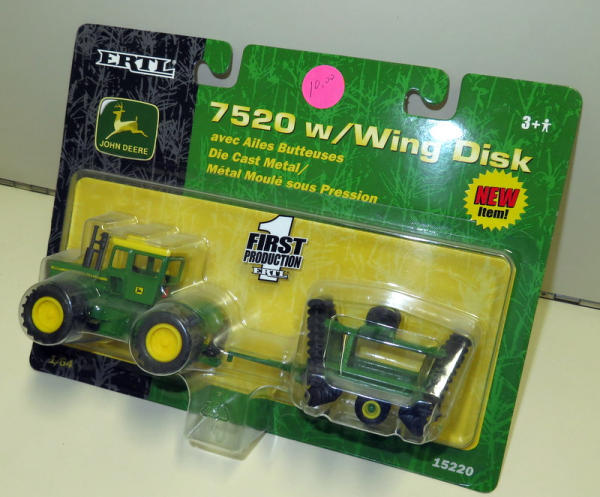 ERTL
JOHN DEERE
10.00
7520 w/Wing Disk
avec Ailes Butteuses
Die Cast Metal/
Métal Moulé sous Pression
3+
NEW
Item!
1
FIRST
PRODUCTION
ERTL
1/64
15220